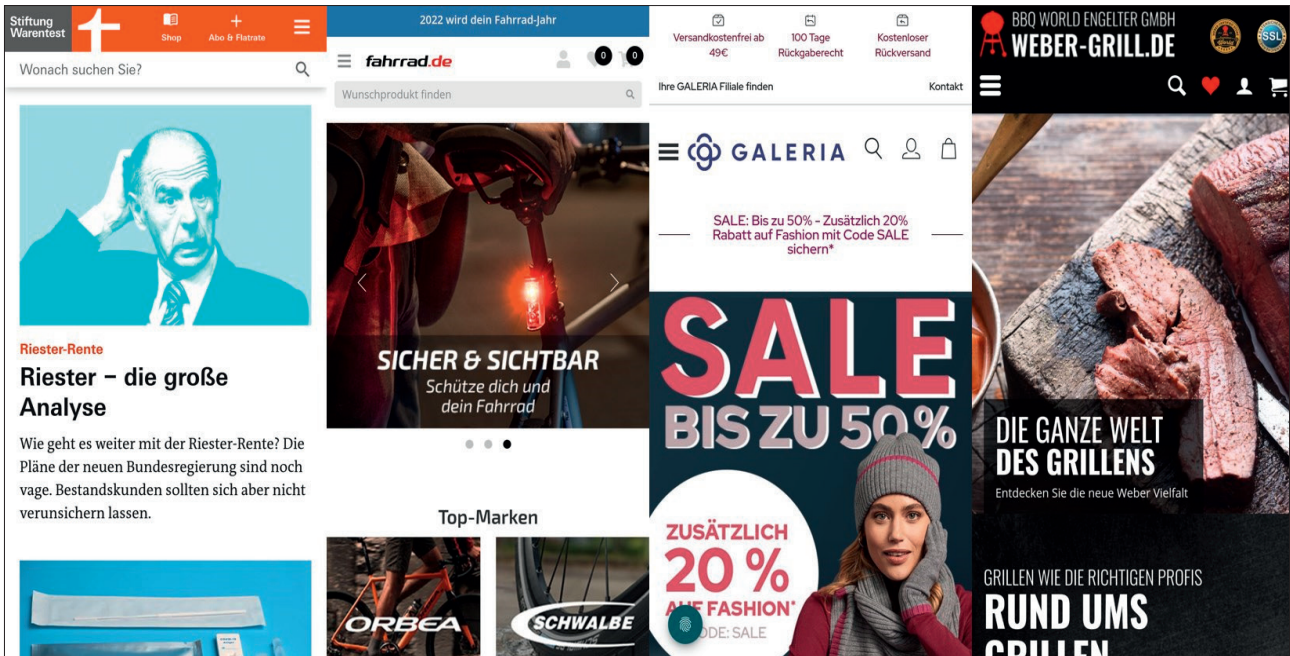 Stiftung
Warentest
Shop
Abo & Flatrate
Wonach suchen Sie?
Riester-Rente
Riester – die große
Analyse
Wie geht es weiter mit der Riester-Rente? Die
Pläne der neuen Bundesregierung sind noch
vage. Bestandskunden sollten sich aber nicht
verunsichern lassen.
2022 wird dein Fahrrad-Jahr
fahrrad.de
0
0
Wunschprodukt finden
SICHER & SICHTBAR
Schütze dich und
dein Fahrrad
Top-Marken
ORBEA
SCHWALBE
Versandkostenfrei ab
49€
100 Tage
Rückgaberecht
Kostenloser
Rückversand
Ihre GALERIA Filiale finden
Kontakt
GALERIA
SALE: Bis zu 50% - Zusätzlich 20%
Rabatt auf Fashion mit Code SALE
sichern*
SALE
BIS ZU 50%
ZUSÄTZLICH
20 %
AUF FASHION*
CODE: SALE
BBQ WORLD ENGELTER GMBH
WEBER-GRILL.DE
SSL
DIE GANZE WELT
DES GRILLENS
Entdecken Sie die neue Weber Vielfalt
GRILLEN WIE DIE RICHTIGEN PROFIS
RUND UMS
GRILLEN